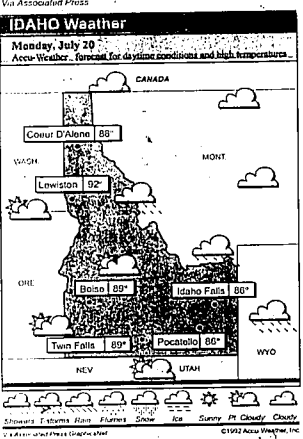 Via Associated Press
IDAHO Weather
Monday, July 20
Accu-Weather forecast for daytime conditions and high temperatures
CANADA
Coeur D'Alene 88°
WASH.
MONT.
Lewiston 92°
ORE
Boise 89°
Idaho Falls 86°
Twin Falls 89°
Pocatello 86°
WYO
NEV
UTAH
Showers T-storms Rain Flurries Snow Ice Sunny Pt. Cloudy Cloudy
Via Associated Press GraphicsNet
©1992 Accu Weather, Inc